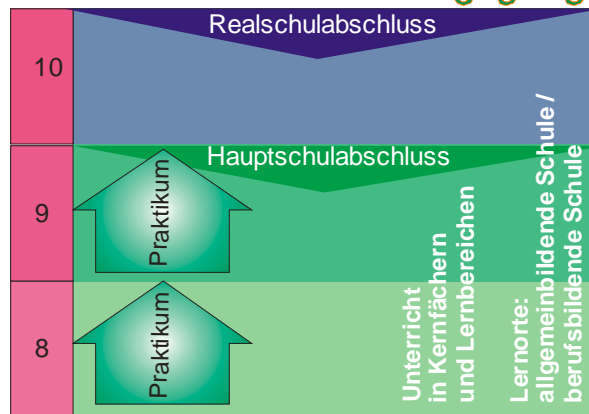 Realschulabschluss
10
Hauptschulabschluss
9
Praktikum
8
Praktikum
Unterricht
in Kernfächern
und Lernbereichen
Lernorte:
allgemeinbildende Schule /
berufsbildende Schule